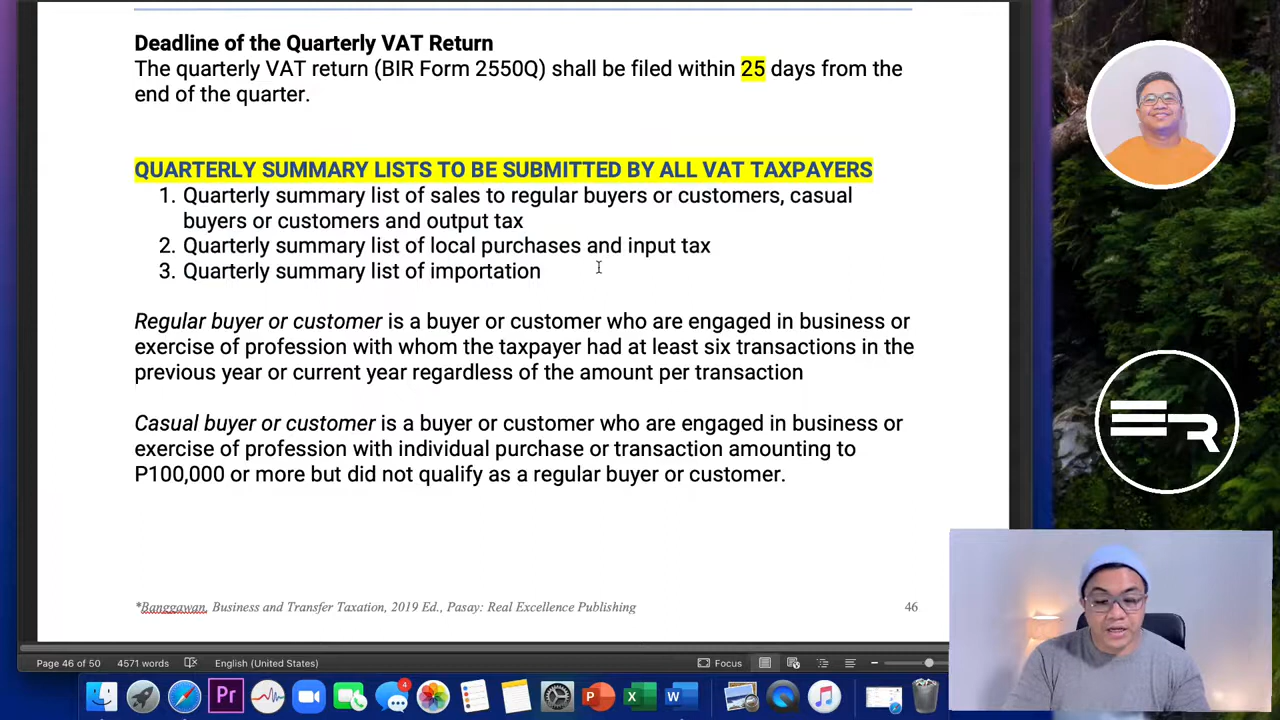 Deadline of the Quarterly VAT Return
The quarterly VAT return (BIR Form 2550Q) shall be filed within 25 days from the
end of the quarter.
QUARTERLY SUMMARY LISTS TO BE SUBMITTED BY ALL VAT TAXPAYERS
1. Quarterly summary list of sales to regular buyers or customers, casual
buyers or customers and output tax
2. Quarterly summary list of local purchases and input tax
3. Quarterly summary list of importation
Regular buyer or customer is a buyer or customer who are engaged in business or
exercise of profession with whom the taxpayer had at least six transactions in the
previous year or current year regardless of the amount per transaction
Casual buyer or customer is a buyer or customer who are engaged in business or
exercise of profession with individual purchase or transaction amounting to
P100,000 or more but did not qualify as a regular buyer or customer.
*Banggawan, Business and Transfer Taxation, 2019 Ed., Pasay: Real Excellence Publishing 46
ER
Page 46 of 50 4571 words English (United States) Focus
Pr 4 P X W